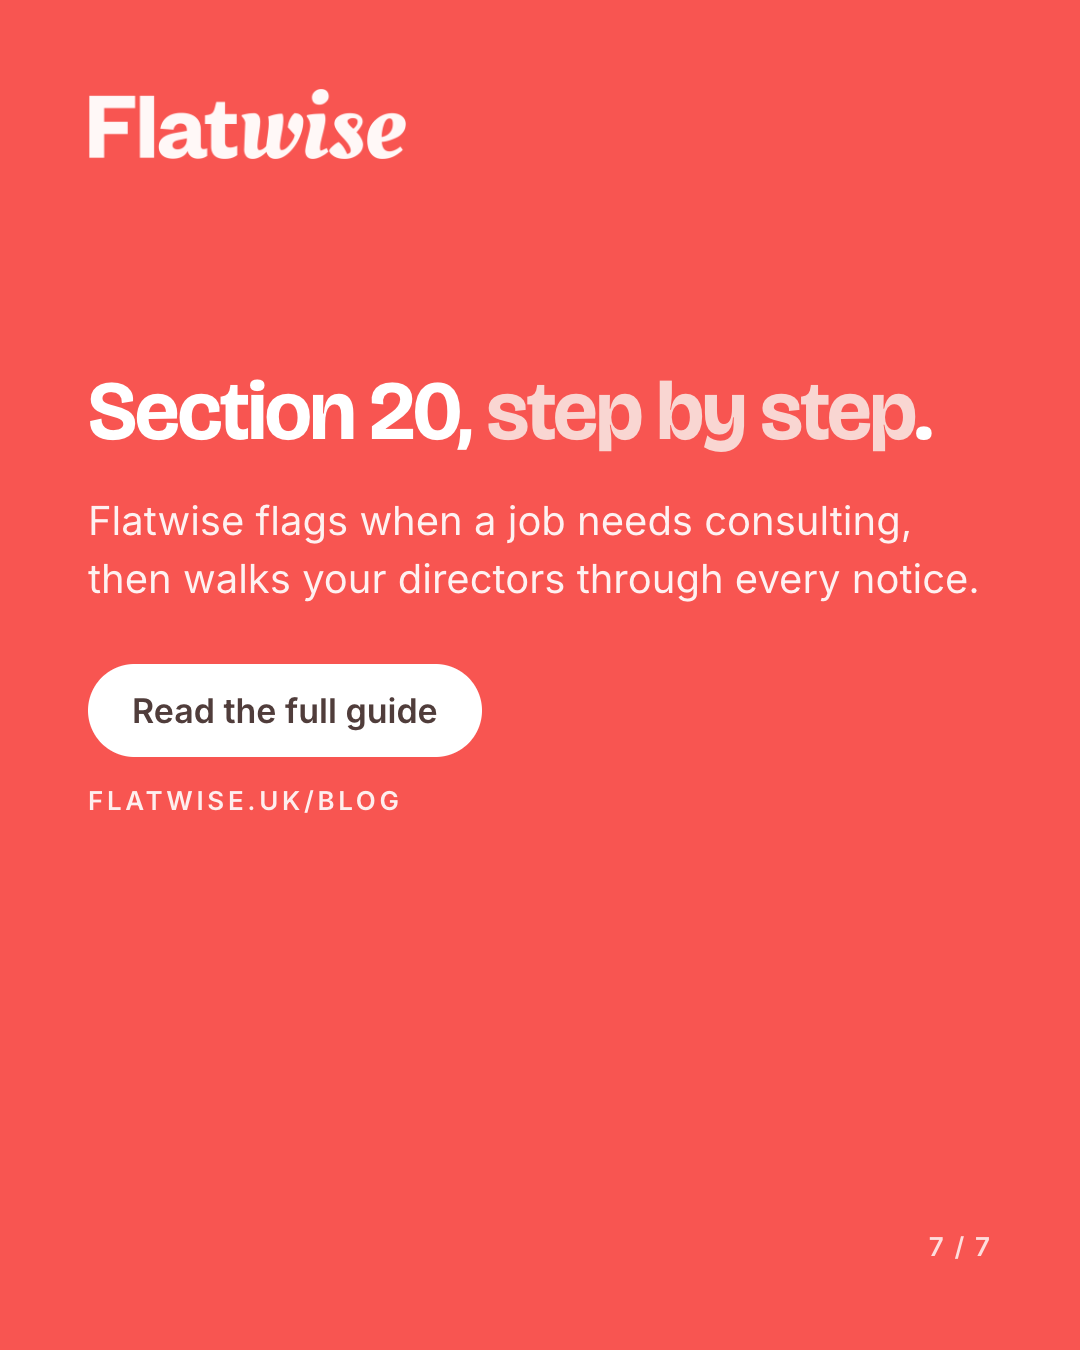 Flatwise
Section 20, step by step.
Flatwise flags when a job needs consulting,
then walks your directors through every notice.
Read the full guide
FLATWISE.UK/BLOG
7 / 7